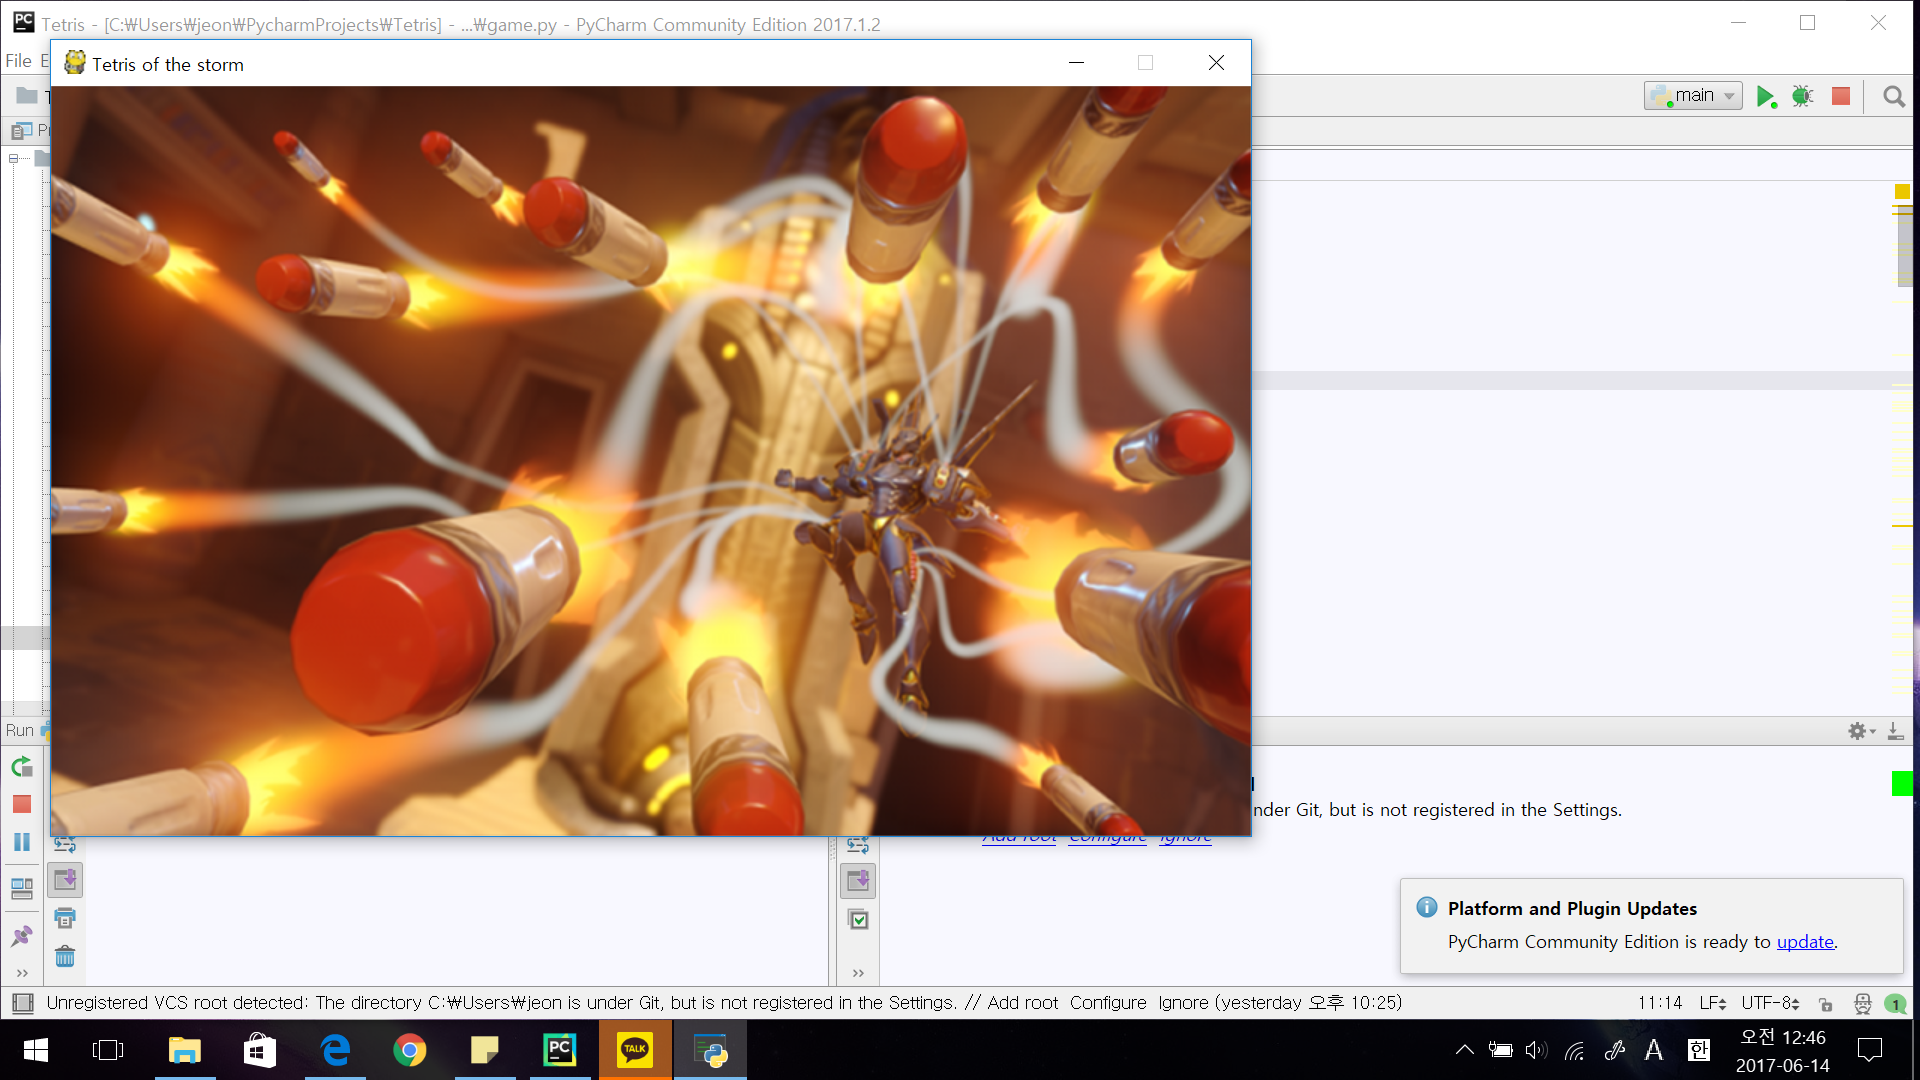 Tetris - [C:₩Users₩jeon₩PycharmProjects₩Tetris] - ...₩game.py - PyCharm Community Edition 2017.1.2
File
Tetris of the storm
main
Run
nder Git, but is not registered in the Settings.
Add root Configure Ignore
Platform and Plugin Updates
PyCharm Community Edition is ready to update.
Unregistered VCS root detected: The directory C:₩Users₩jeon is under Git, but is not registered in the Settings. // Add root Configure Ignore (yesterday 오후 10:25)
11:14 LF UTF-8 1
PC
TALK
A 한
오전 12:46
2017-06-14